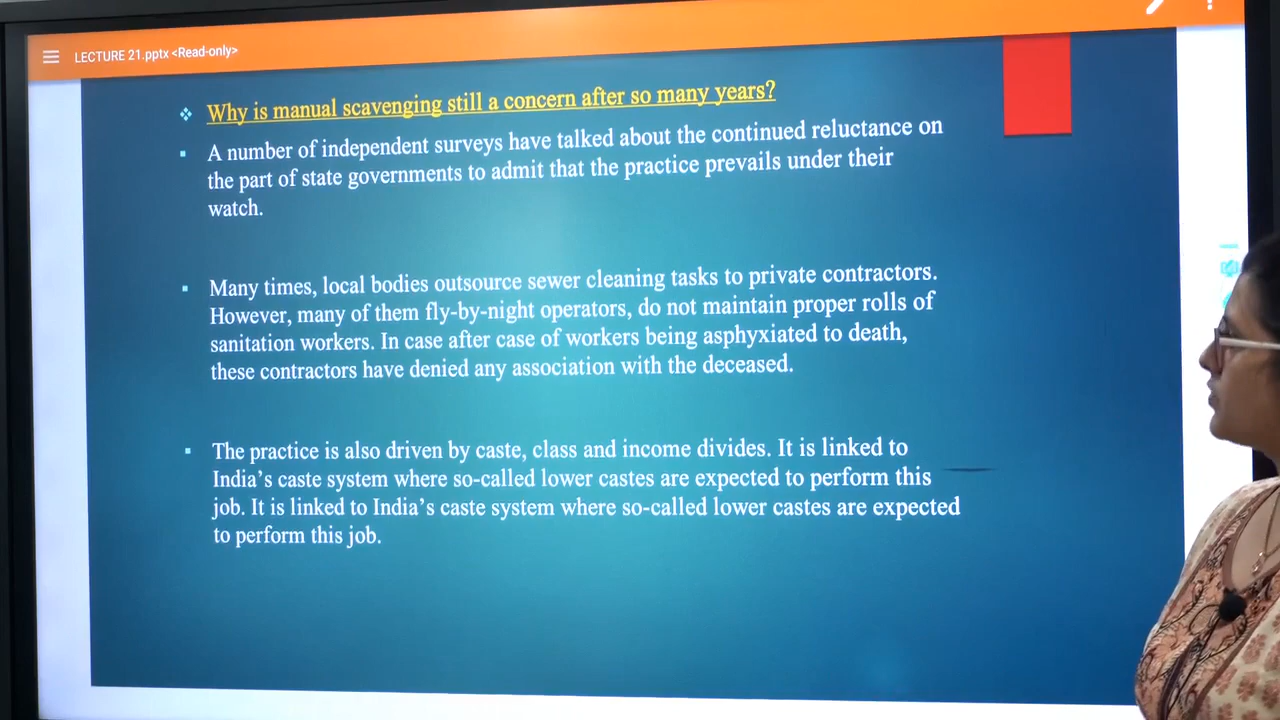 LECTURE 21.pptx <Read-only>
Why is manual scavenging still a concern after so many years?
A number of independent surveys have talked about the continued reluctance on
the part of state governments to admit that the practice prevails under their
watch.
Many times, local bodies outsource sewer cleaning tasks to private contractors.
However, many of them fly-by-night operators, do not maintain proper rolls of
sanitation workers. In case after case of workers being asphyxiated to death,
these contractors have denied any association with the deceased.
The practice is also driven by caste, class and income divides. It is linked to
India's caste system where so-called lower castes are expected to perform this
job. It is linked to India's caste system where so-called lower castes are expected
to perform this job.